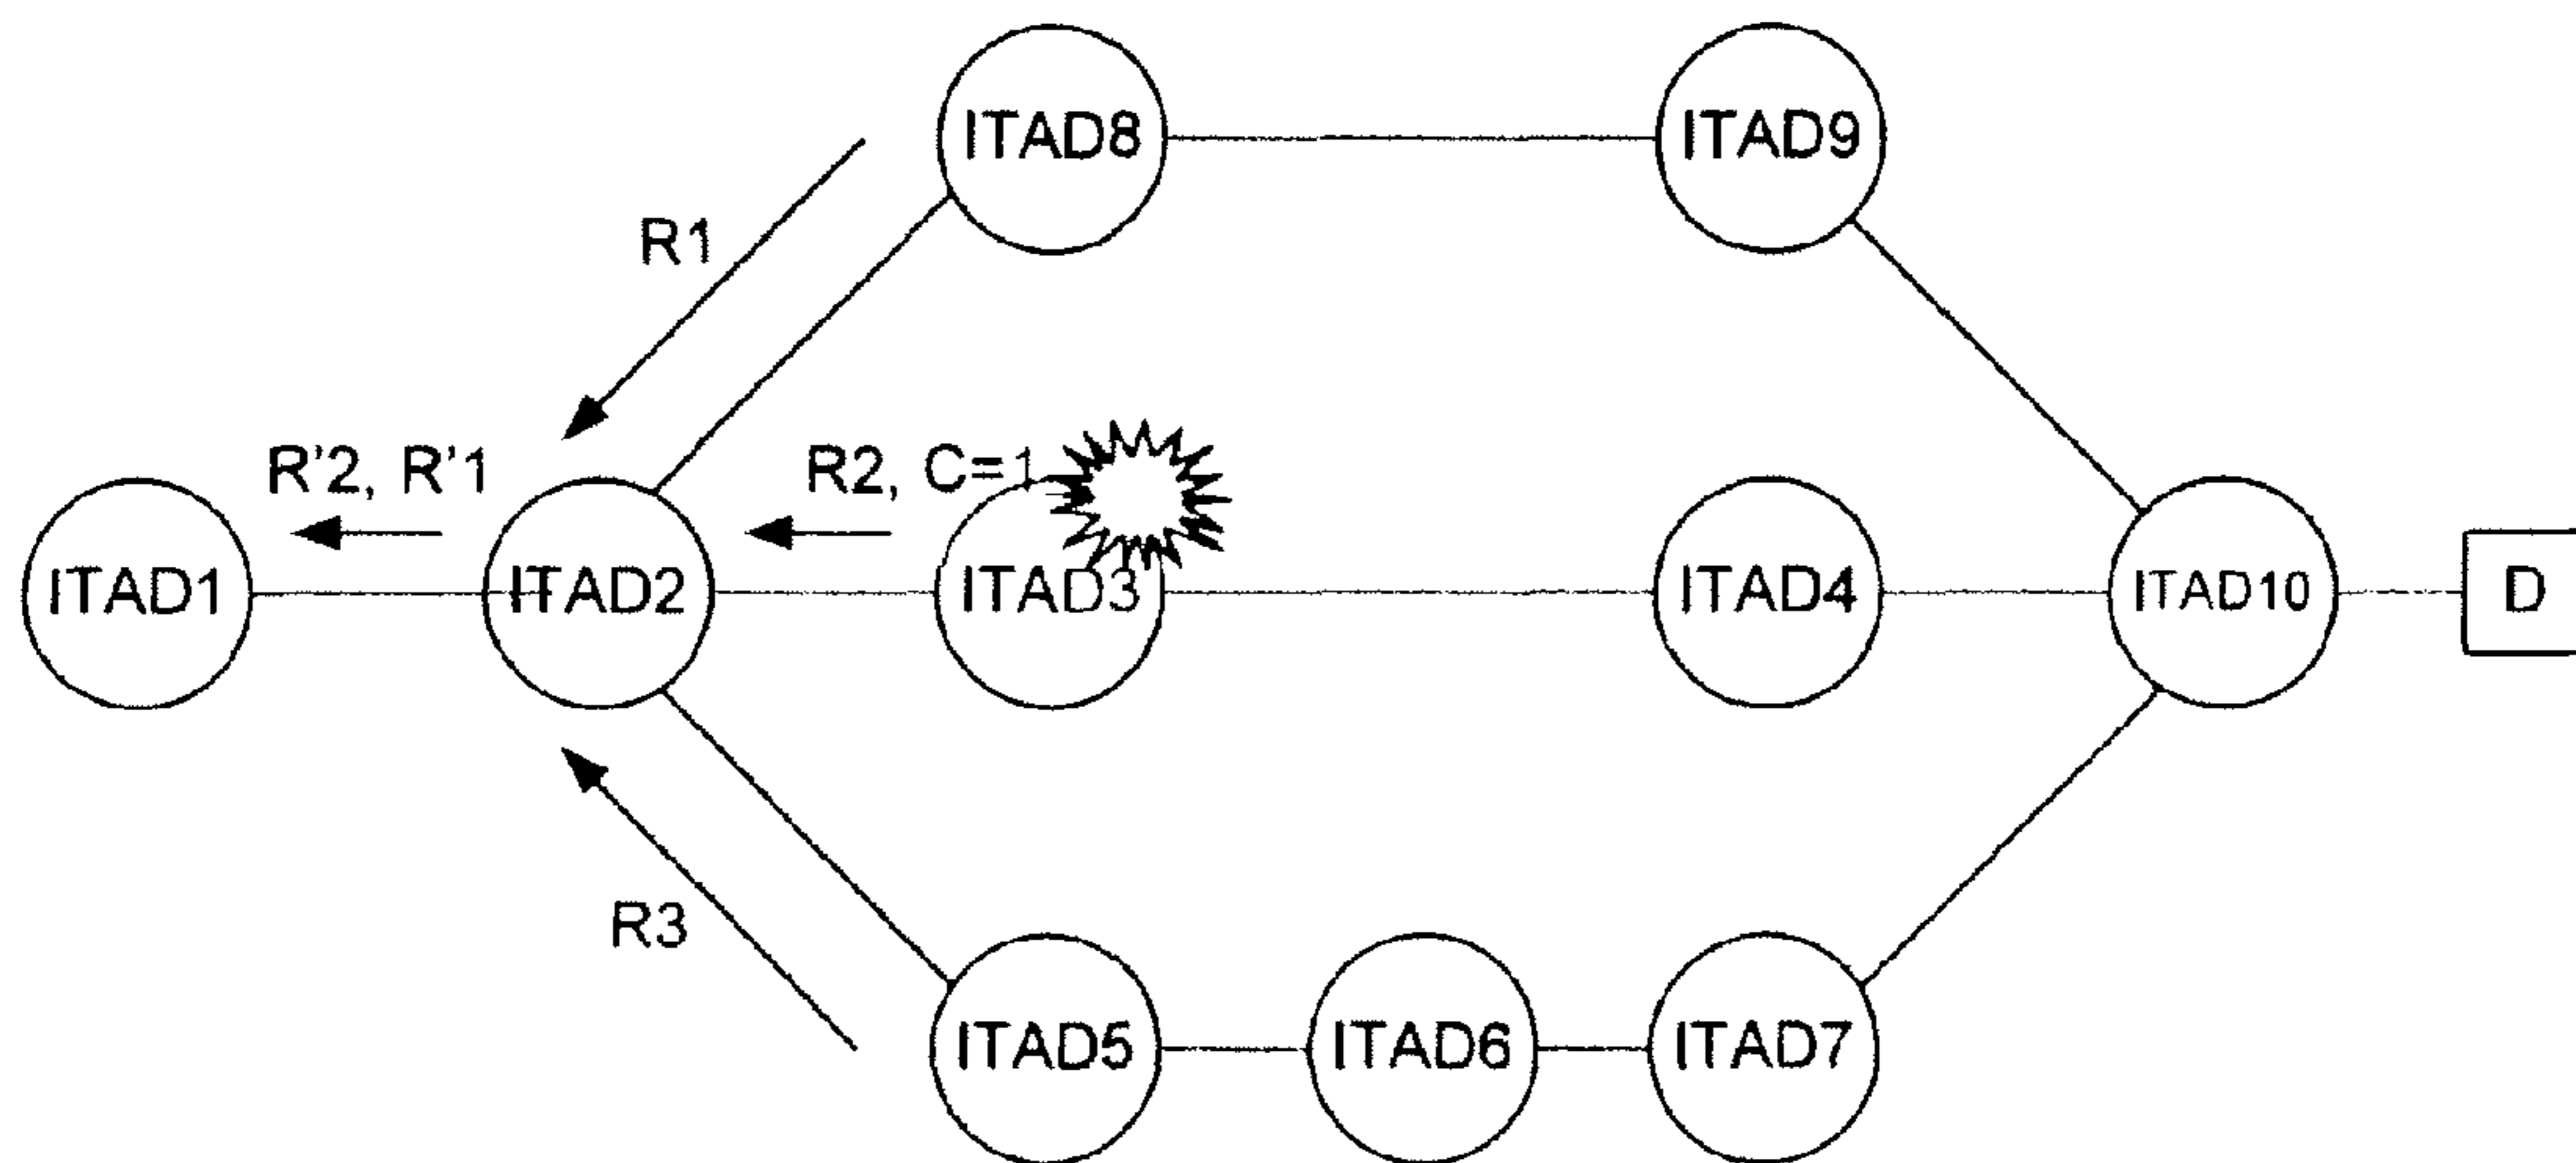 ITAD8
ITAD9
R1
R'2, R'1
R2, C=1
ITAD1
ITAD2
ITAD3
ITAD4
ITAD10
D
R3
ITAD5
ITAD6
ITAD7